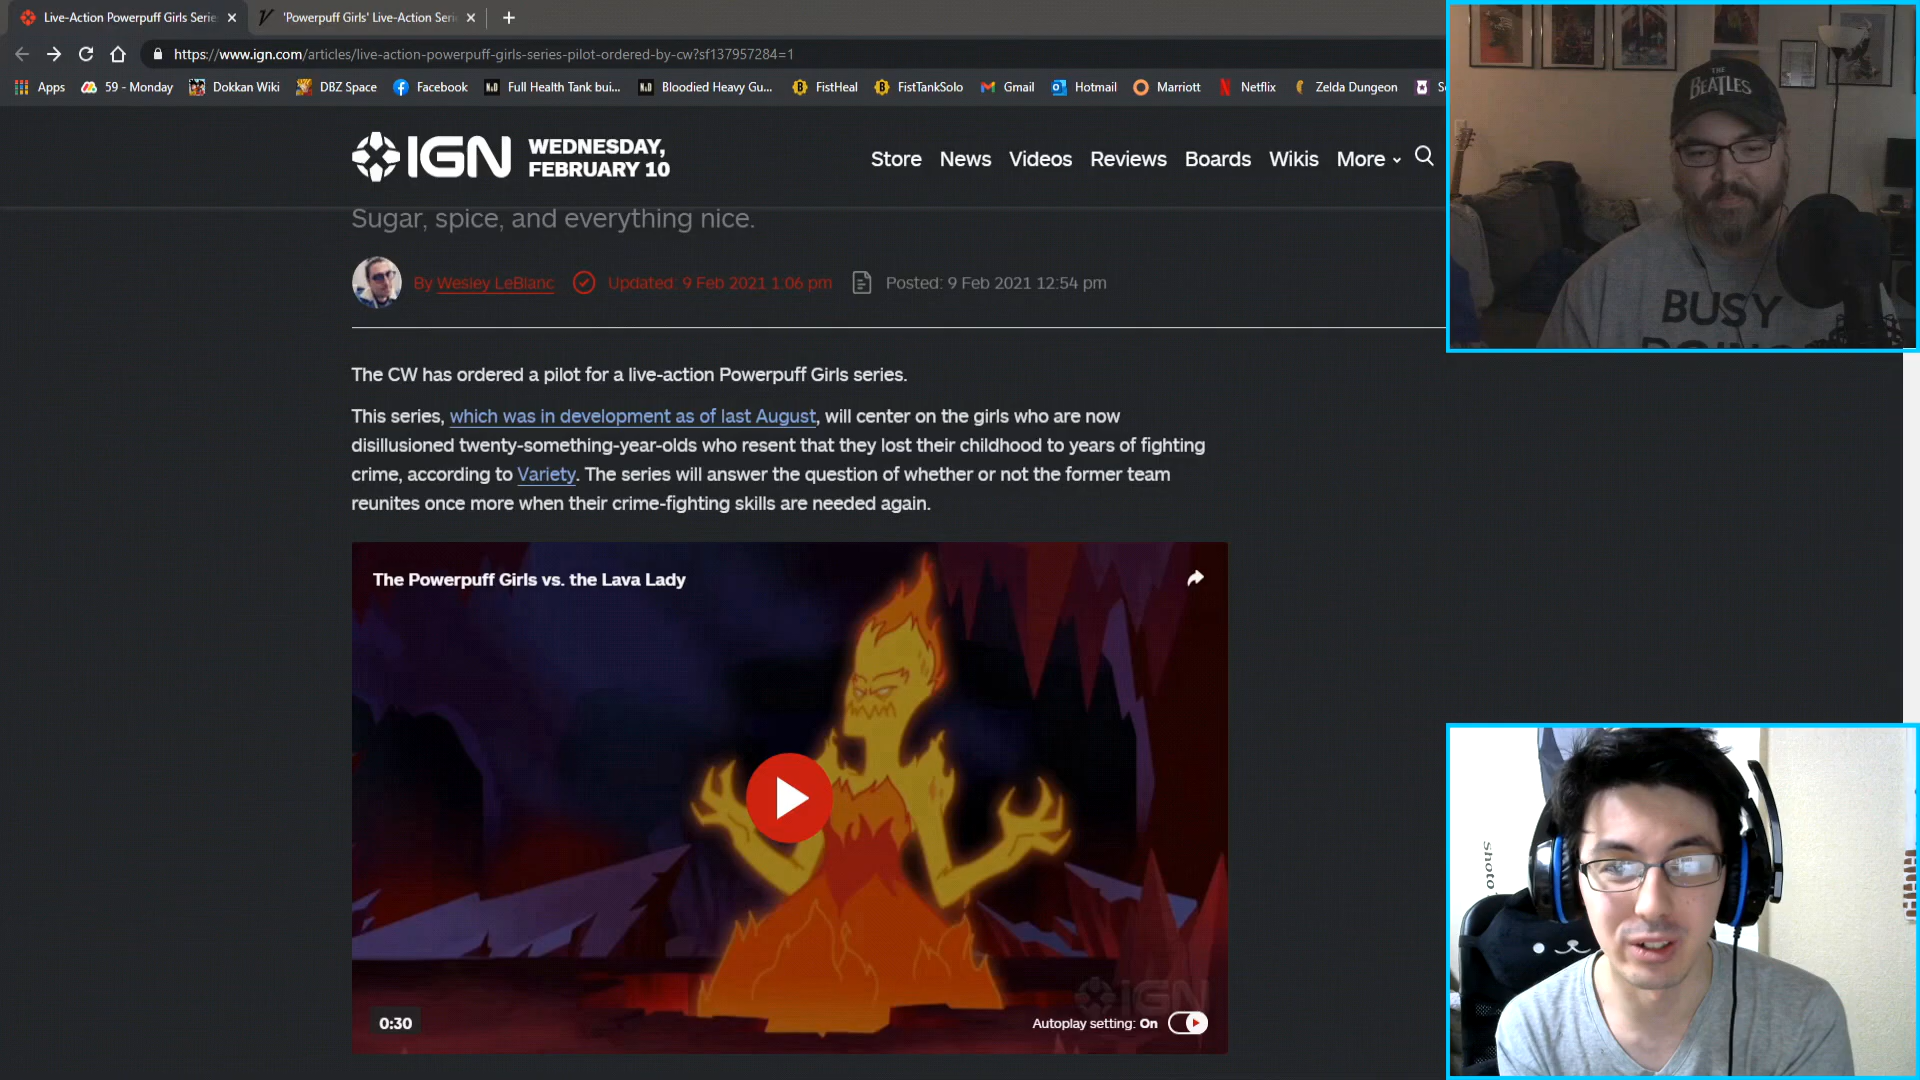 Live-Action Powerpuff Girls Serie
'Powerpuff Girls' Live-Action Seri
https://www.ign.com/articles/live-action-powerpuff-girls-series-pilot-ordered-by-cw?sf137957284=1
Apps
59 - Monday
Dokkan Wiki
DBZ Space
Facebook
Full Health Tank bui...
Bloodied Heavy Gu...
FistHeal
FistTankSolo
Gmail
Hotmail
Marriott
Netflix
Zelda Dungeon
IGN
WEDNESDAY,
FEBRUARY 10
Store News Videos Reviews Boards Wikis More
Sugar, spice, and everything nice.
By Wesley LeBlanc Updated: 9 Feb 2021 1:06 pm Posted: 9 Feb 2021 12:54 pm
The CW has ordered a pilot for a live-action Powerpuff Girls series.
This series, which was in development as of last August, will center on the girls who are now
disillusioned twenty-something-year-olds who resent that they lost their childhood to years of fighting
crime, according to Variety. The series will answer the question of whether or not the former team
reunites once more when their crime-fighting skills are needed again.
The Powerpuff Girls vs. the Lava Lady
IGN
0:30
Autoplay setting: On
THE
BEATLES
BUSY
DOING
Shoto